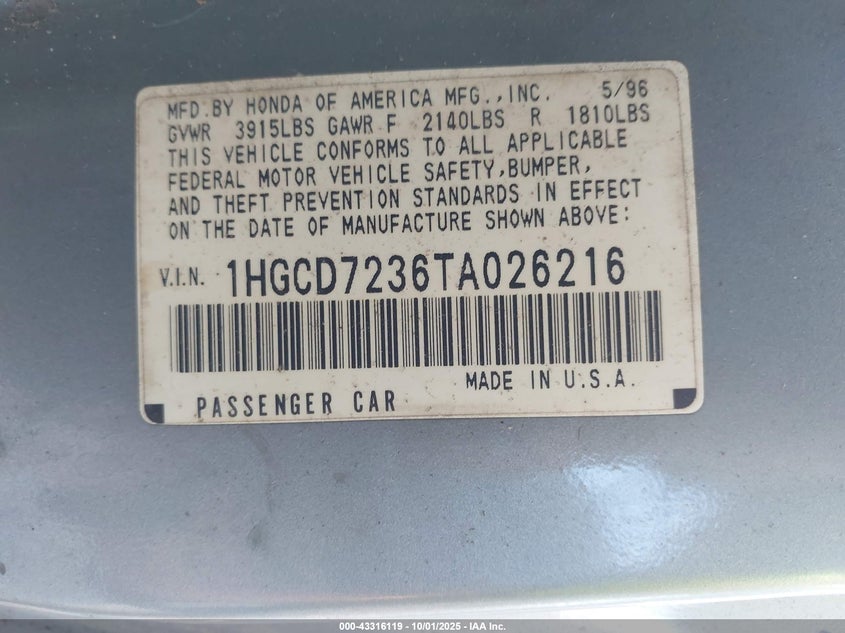 MFD.BY HONDA OF AMERICA MFG.,INC. 5/96
GVWR 3915LBS GAWR F 2140LBS R 1810LBS
THIS VEHICLE CONFORMS TO ALL APPLICABLE
FEDERAL MOTOR VEHICLE SAFETY,BUMPER,
AND THEFT PREVENTION STANDARDS IN EFFECT
ON THE DATE OF MANUFACTURE SHOWN ABOVE:
V.I.N. 1HGCD7236TA026216
MADE IN U.S.A.
PASSENGER CAR
000-43316119 - 10/01/2025 - IAA Inc.